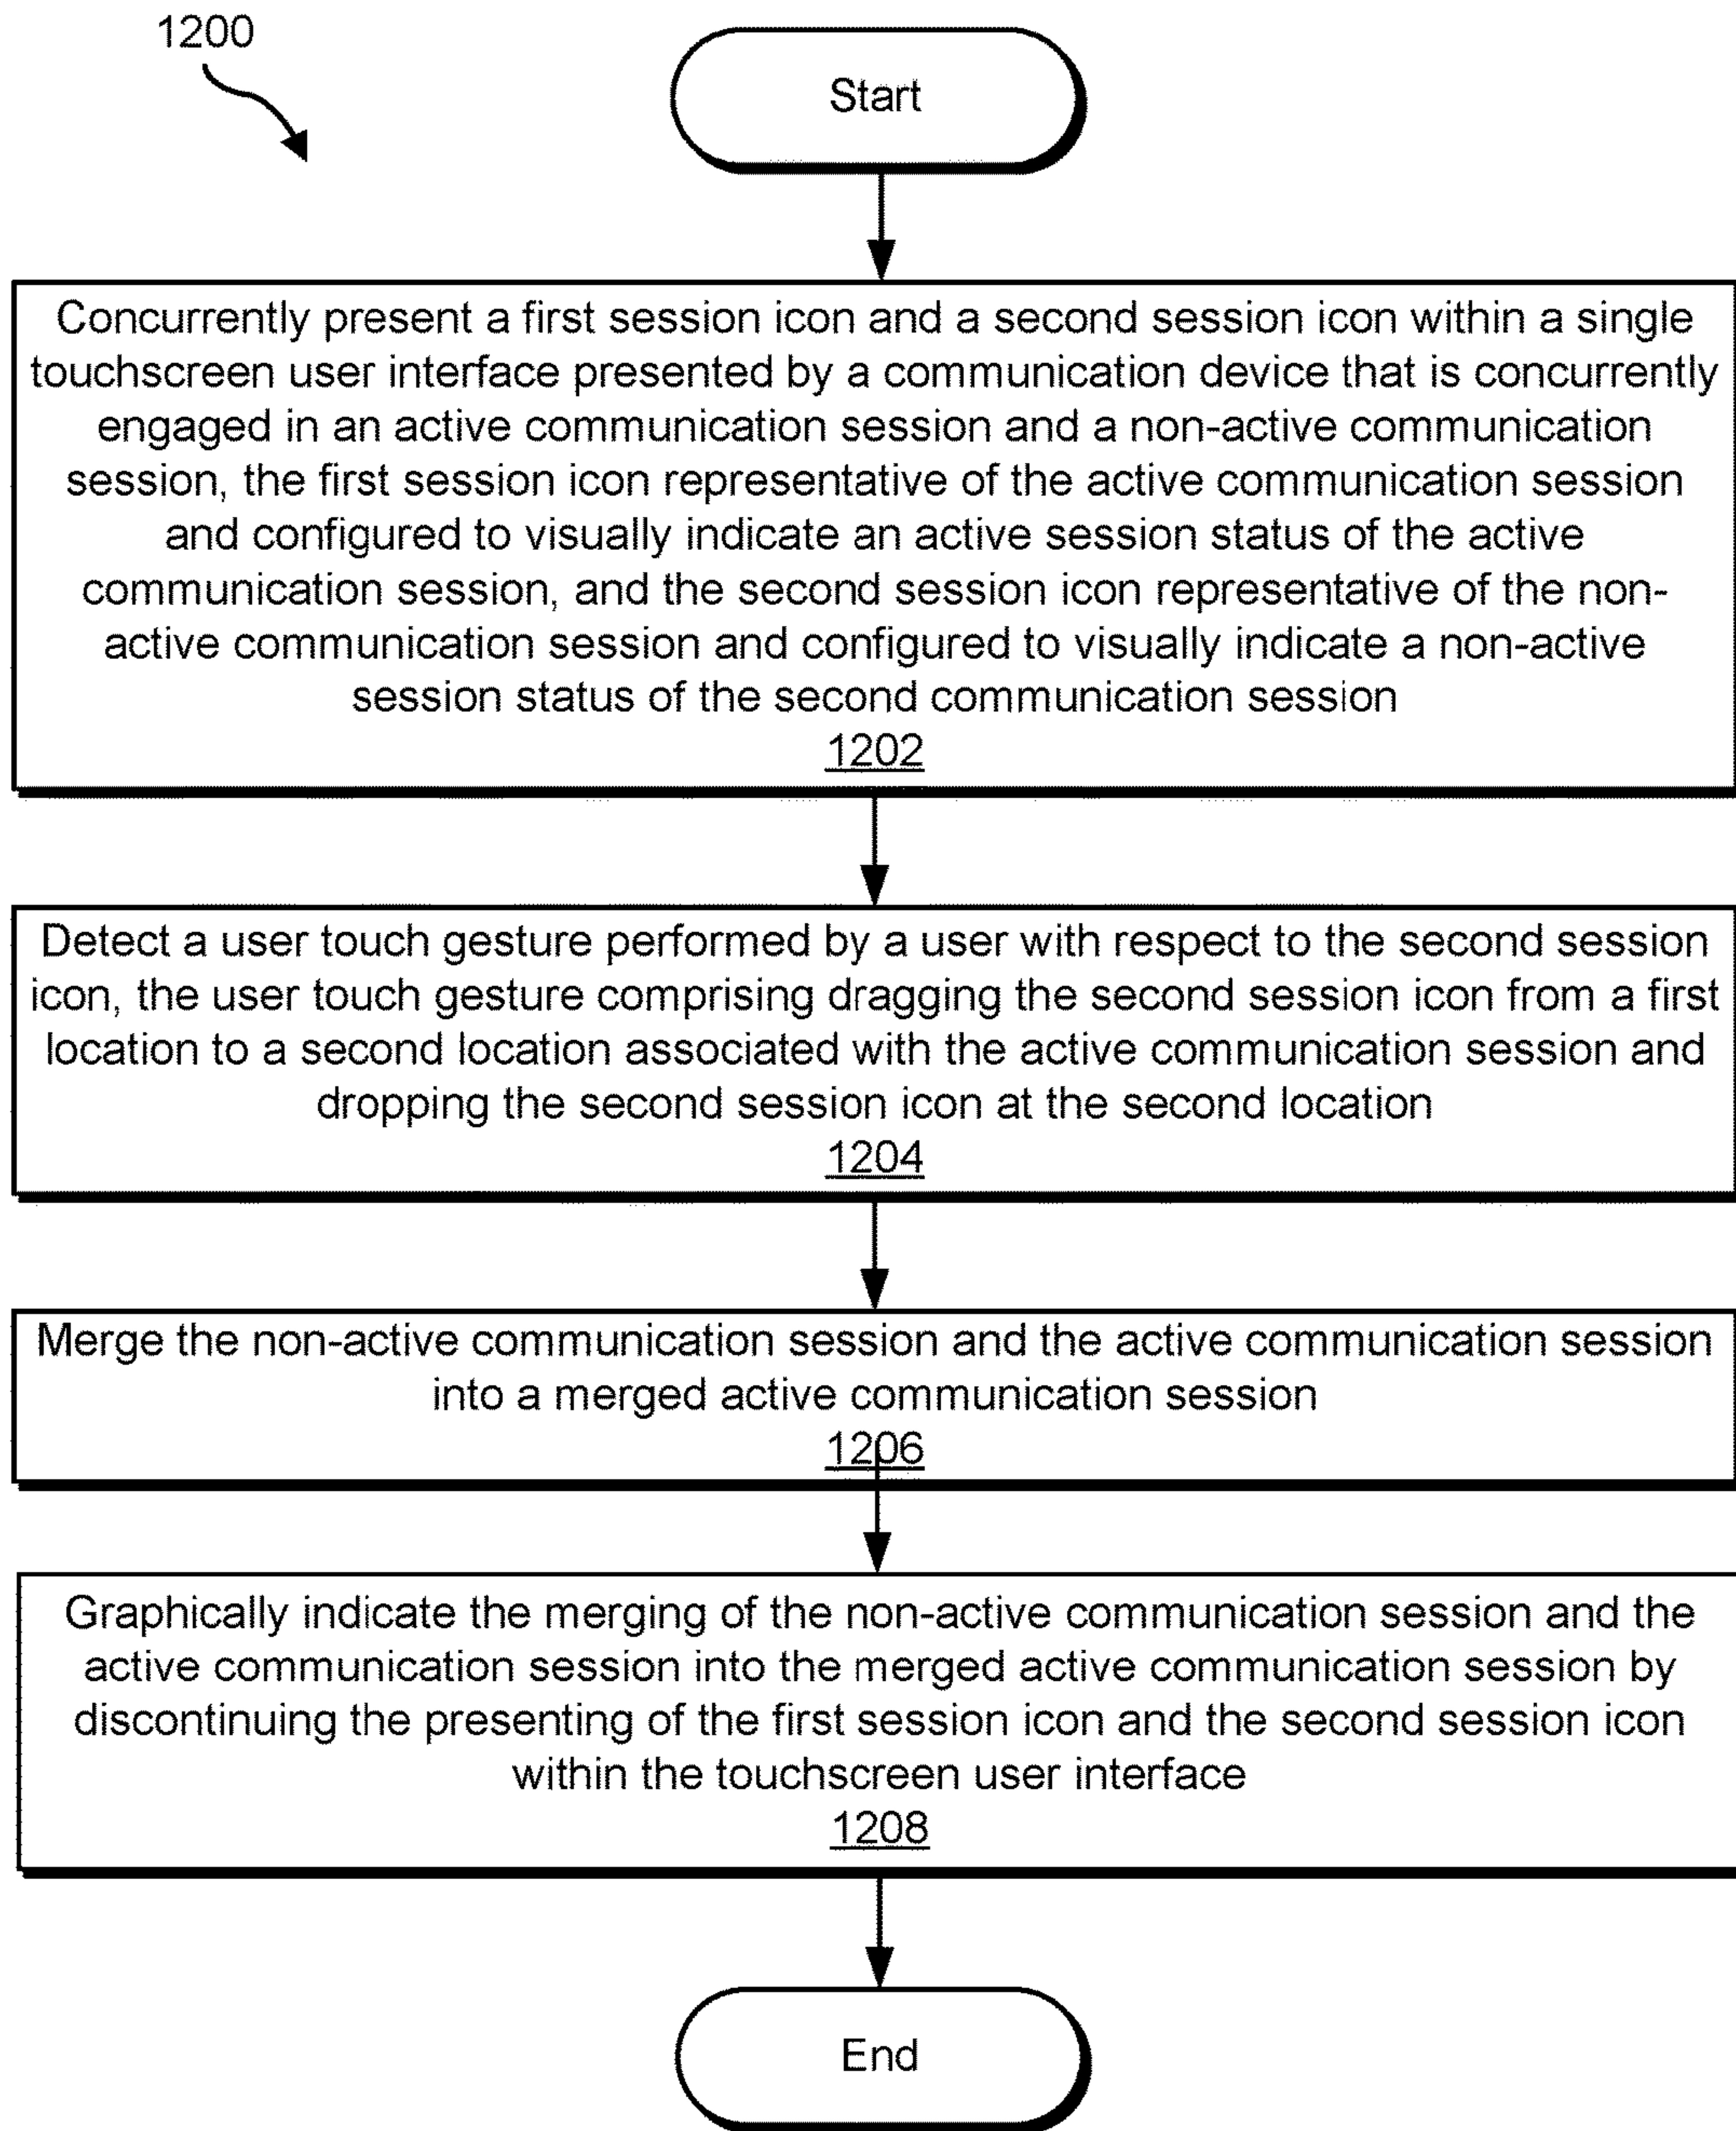 1200
Start
Concurrently present a first session icon and a second session icon within a single
touchscreen user interface presented by a communication device that is concurrently
engaged in an active communication session and a non-active communication
session, the first session icon representative of the active communication session
and configured to visually indicate an active session status of the active
communication session, and the second session icon representative of the non-
active communication session and configured to visually indicate a non-active
session status of the second communication session
1202
Detect a user touch gesture performed by a user with respect to the second session
icon, the user touch gesture comprising dragging the second session icon from a first
location to a second location associated with the active communication session and
dropping the second session icon at the second location
1204
Merge the non-active communication session and the active communication session
into a merged active communication session
1206
Graphically indicate the merging of the non-active communication session and the
active communication session into the merged active communication session by
discontinuing the presenting of the first session icon and the second session icon
within the touchscreen user interface
1208
End